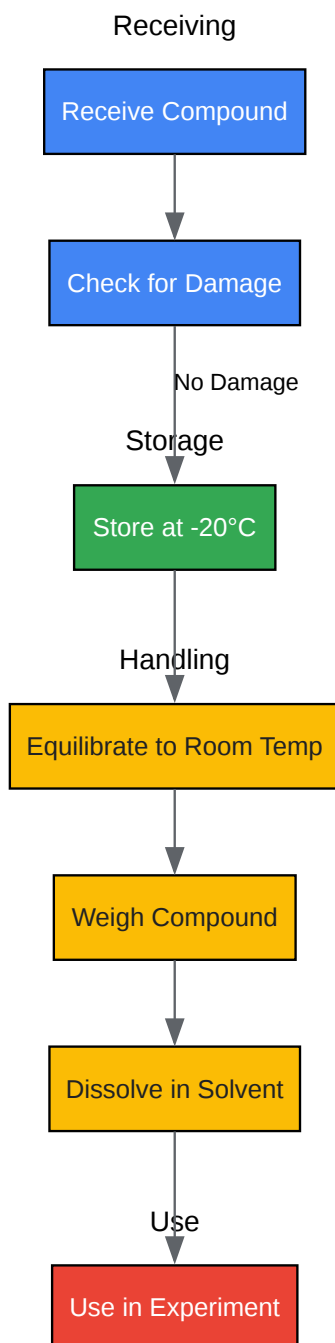 Receiving
Receive Compound
Check for Damage
No Damage
Storage
Store at -20°C
Handling
Equilibrate to Room Temp
Weigh Compound
Dissolve in Solvent
Use
Use in Experiment